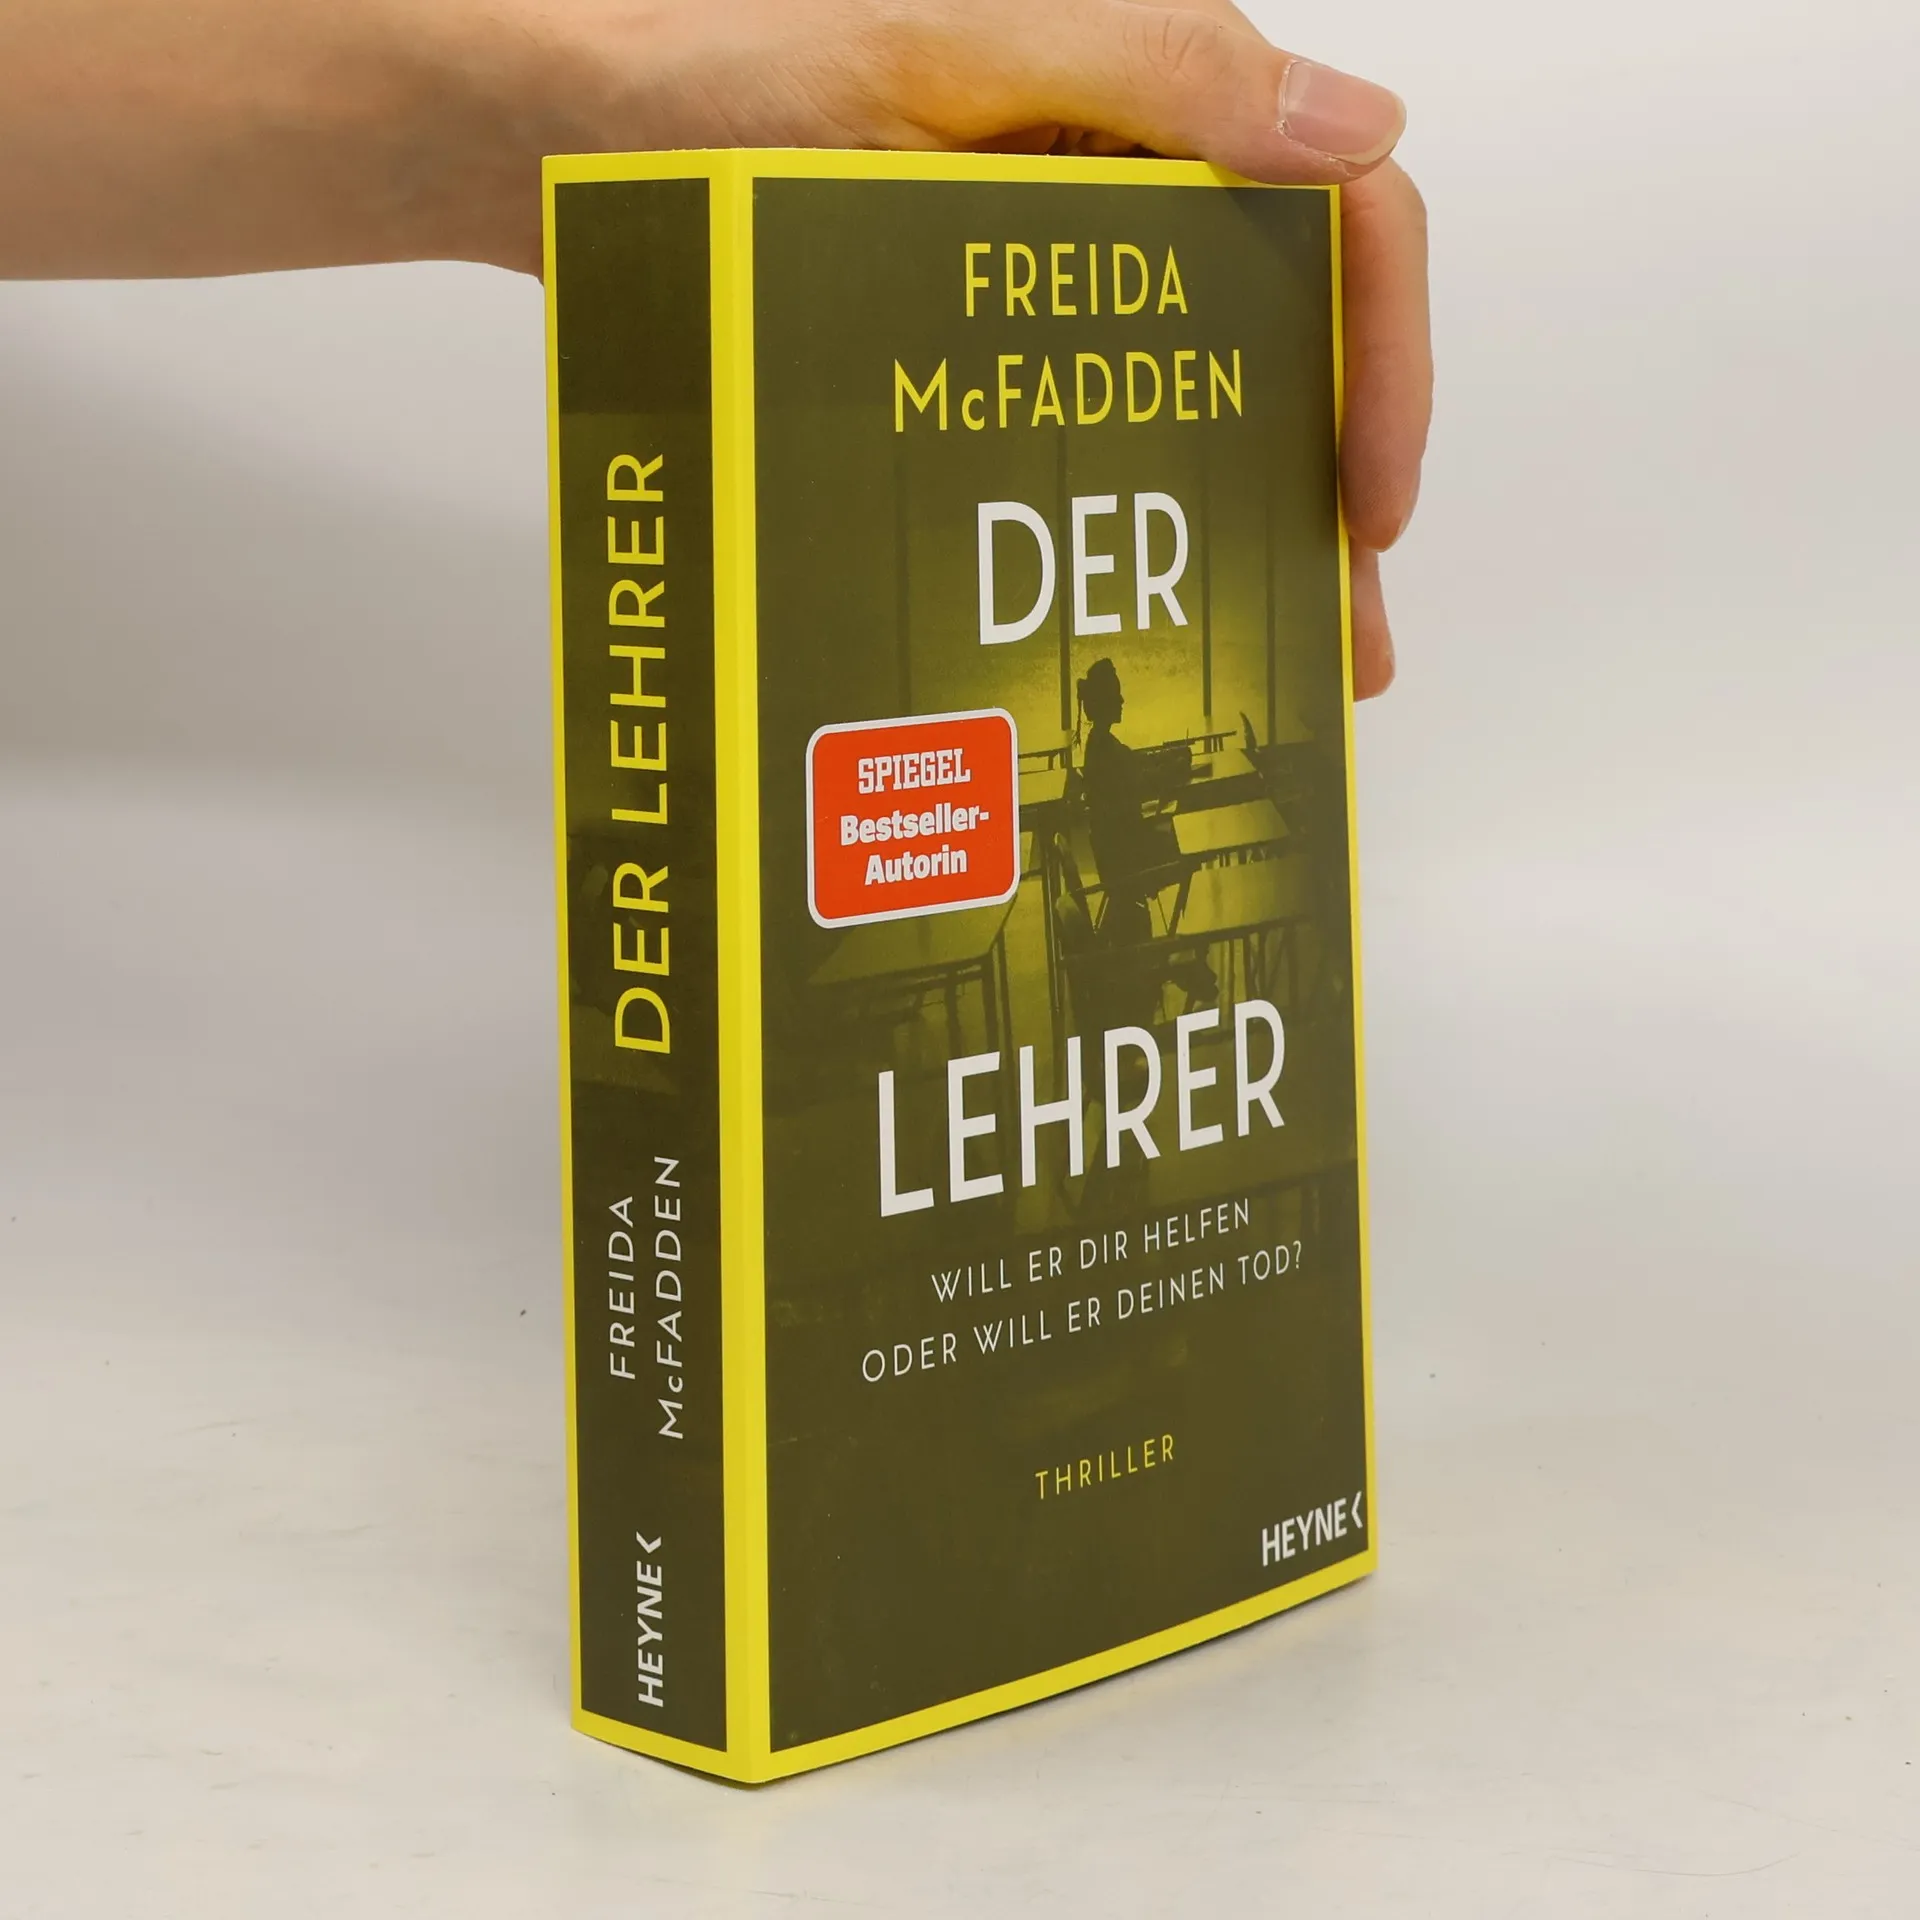 DER LEHRER
FREIDA
McFADDEN
HEYNE<
FREIDA
McFADDEN
DER
SPIEGEL
Bestseller-
Autorin
LEHRER
WILL ER DIR HELFEN
ODER WILL ER DEINEN TOD?
THRILLER
HEYNE<